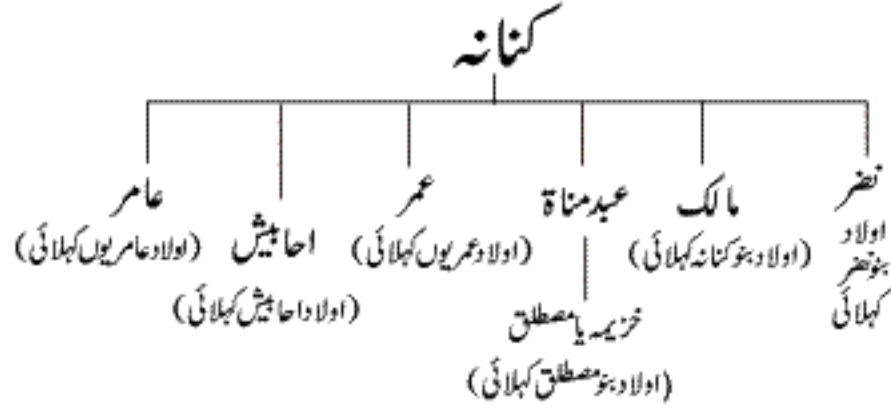 کنانہ
نضر
اولاد
بنو نضر
کہلائی
مالک
(اولاد بنو کنانہ کہلائی)
عبدمناۃ
خزیمہ یا مصطلق
(اولاد بنو مصطلق کہلائی)
عمر
(اولاد عمریوں کہلائی)
احابیش
(اولاد احابیش کہلائی)
عامر
(اولاد عامریوں کہلائی)